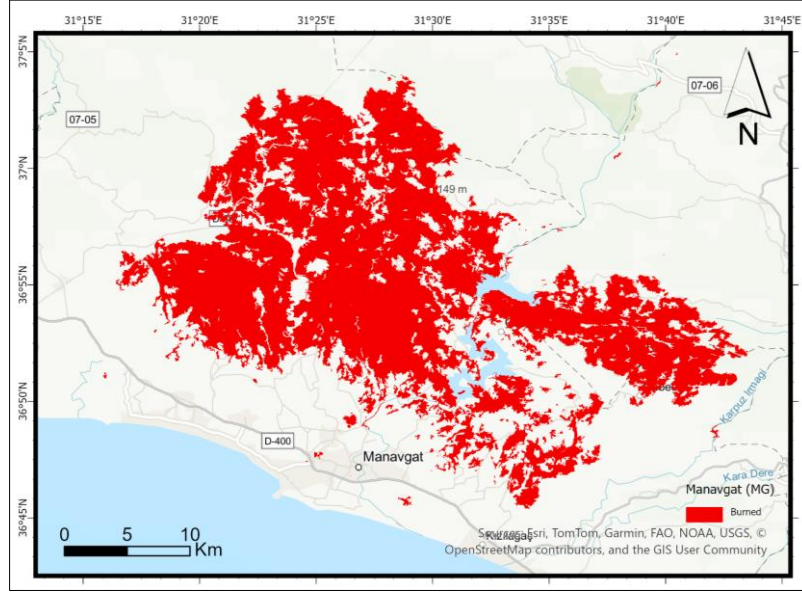 31°15'E 31°20'E 31°25'E 31°30'E 31°35'E 31°40'E 31°45'E
37°5'N
07-06
07-05
N
37°N
149 m
36°55'N
36°50'N
Karpuz Irmagi
D-400
Manavgat
Kara Dere
36°45'N
Manavgat (MG)
Burned
0 5 10
Km
Sources: Esri, TomTom, Garmin, FAO, NOAA, USGS, ©
Kızılağaç
OpenStreetMap contributors, and the GIS User Community